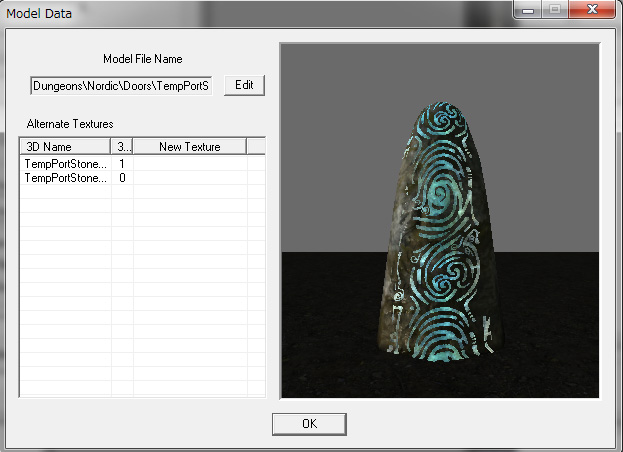 Model Data
Model File Name
Dungeons\Nordic\Doors\TempPortS
Edit
Alternate Textures
3D Name 3... New Texture
TempPortStone... 1
TempPortStone... 0
OK